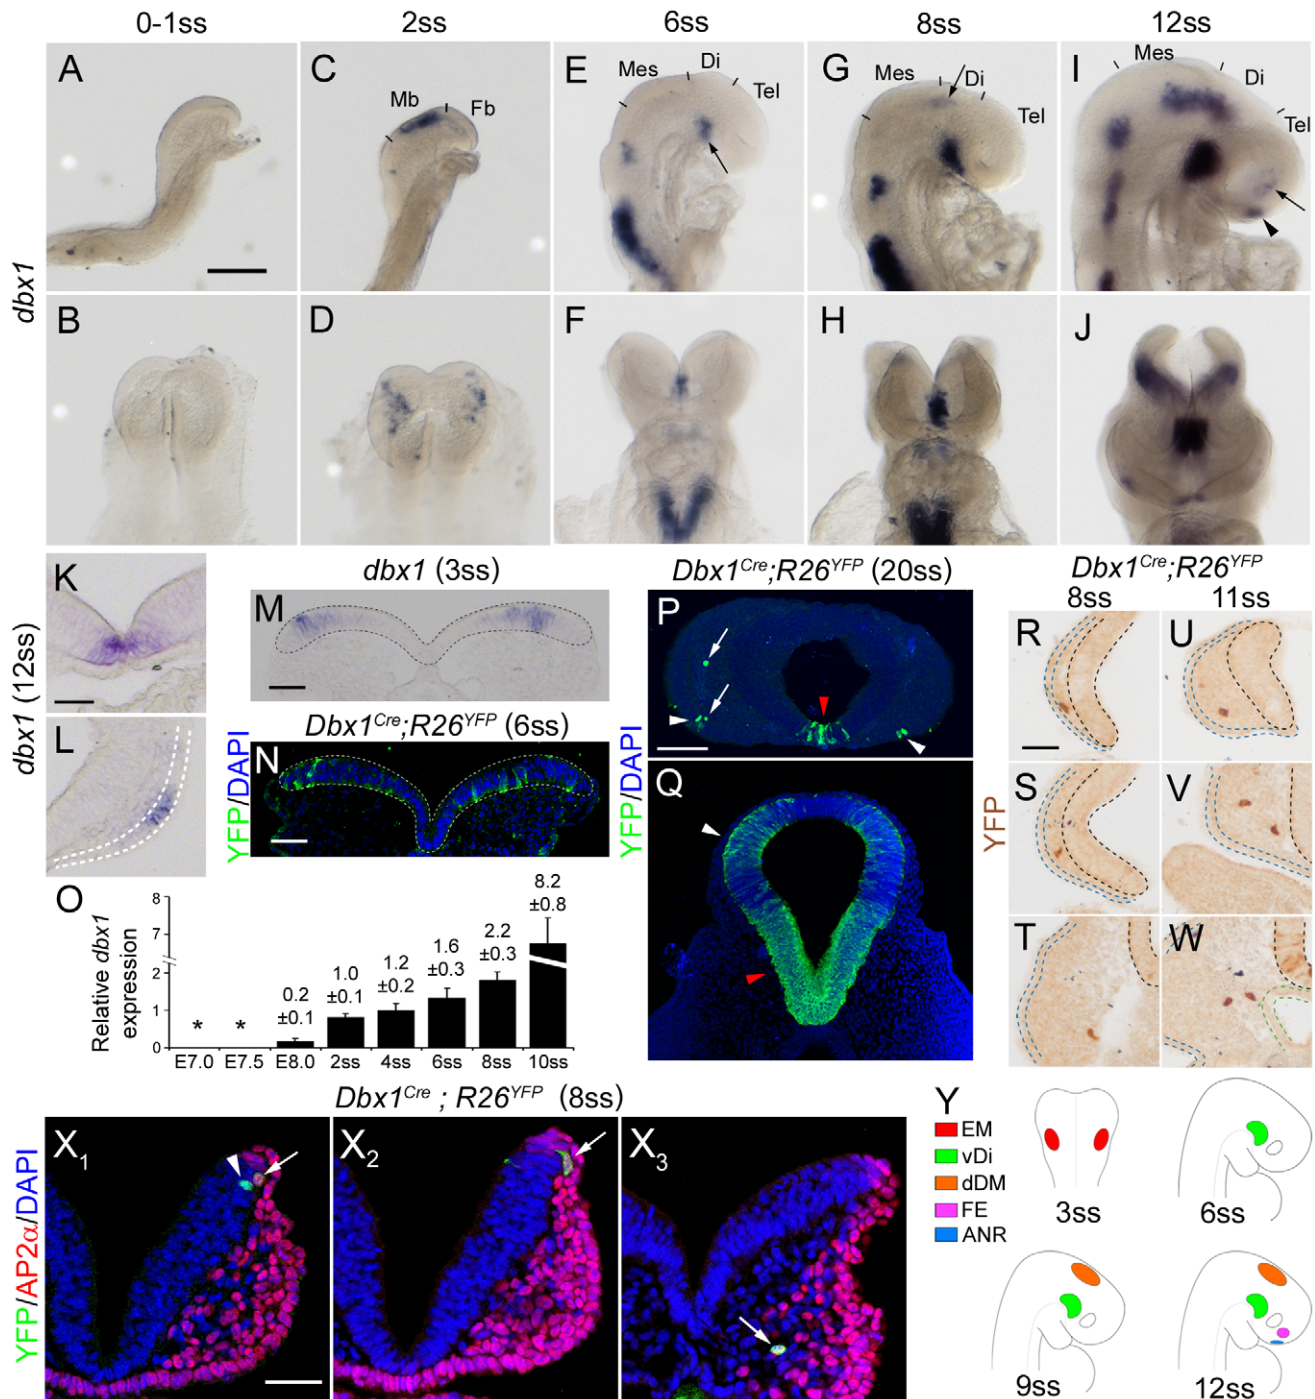 0-1ss 2ss 6ss 8ss 12ss
A C E G I
Mb Fb
Mes Di Tel
Mes Di Tel
Mes Di Tel
dbx1
B D F H J
dbx1 (12ss)
K
L
dbx1 (3ss)
M
Dbx1Cre;R26YFP (6ss)
YFP/DAPI
N
Dbx1Cre;R26YFP (20ss)
YFP/DAPI
P
Q
Dbx1Cre;R26YFP
8ss 11ss
YFP
R U
S V
T W
O
Relative dbx1
expression
8
7
2
1
0
* *
0.2
±0.1
1.0
±0.1
1.2
±0.2
1.6
±0.3
2.2
±0.3
8.2
±0.8
E7.0 E7.5 E8.0 2ss 4ss 6ss 8ss 10ss
Dbx1Cre ; R26YFP (8ss)
YFP/AP2α/DAPI
X1 X2 X3
Y
EM
vDi
dDM
FE
ANR
3ss 6ss
9ss 12ss